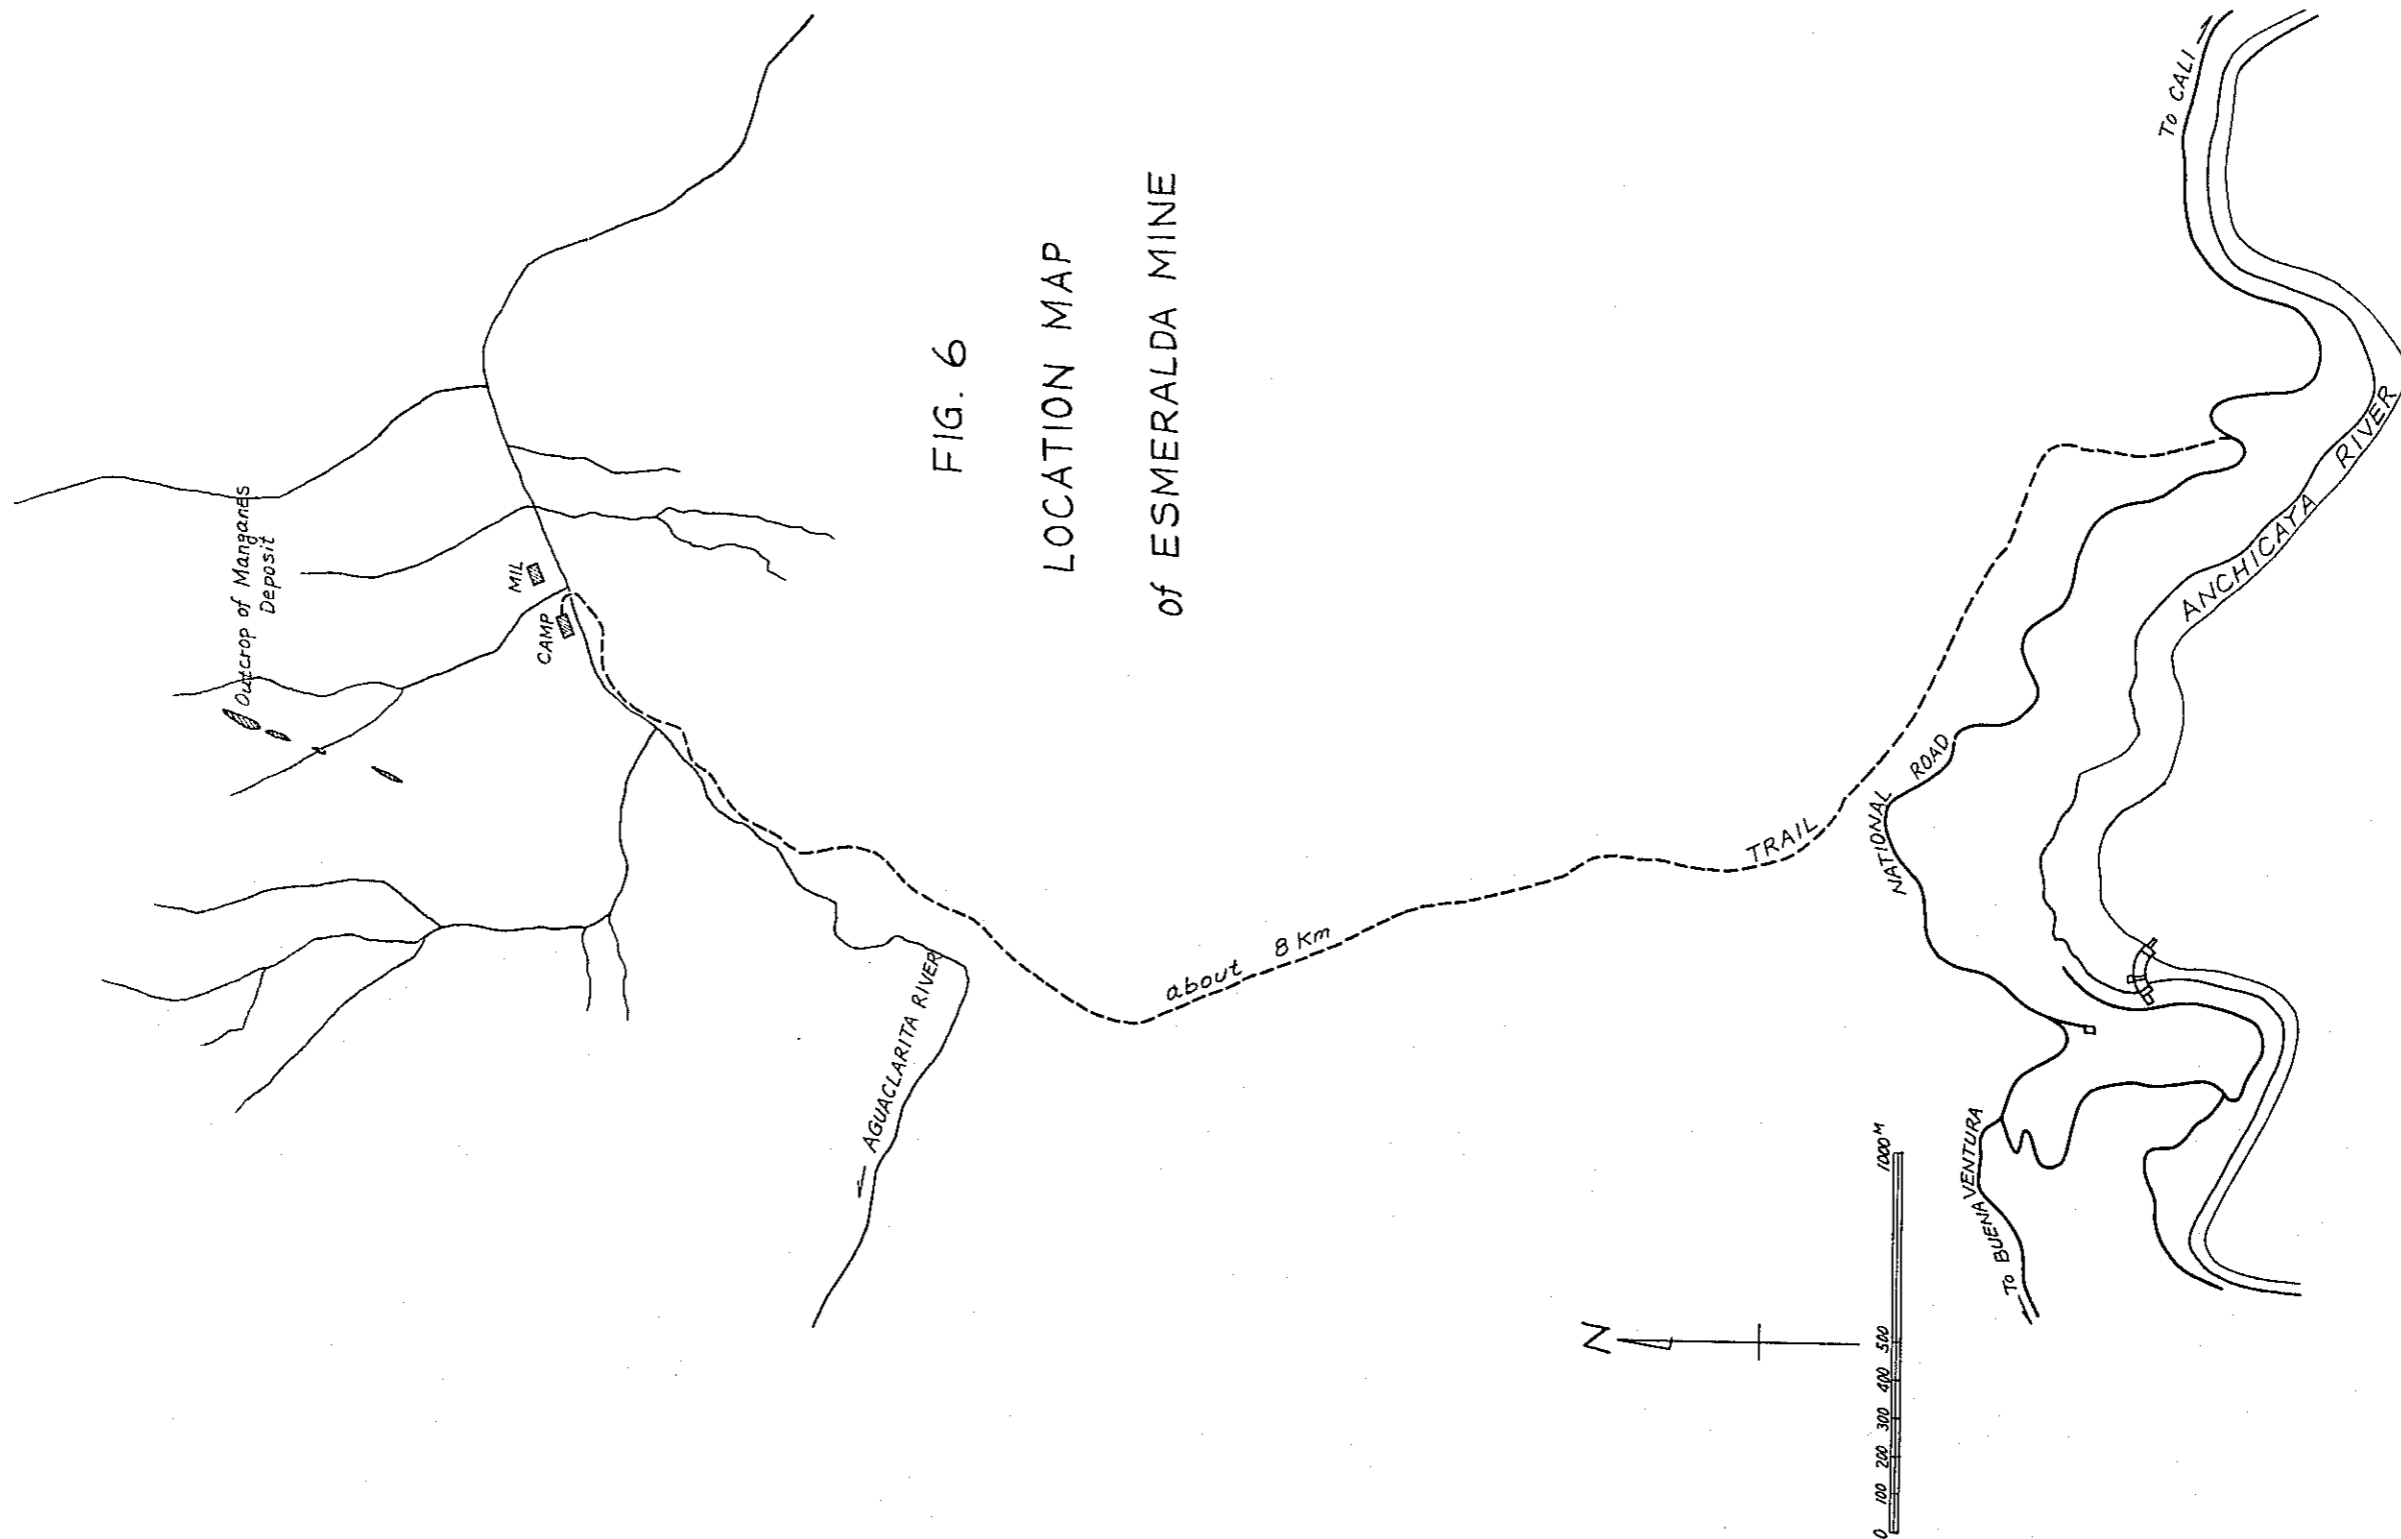 Outcrop of Manganes
Deposit
MIL
CAMP
FIG. 6
LOCATION MAP
of ESMERALDA MINE
AGUACLARITA RIVER
about 8 Km
TRAIL
NATIONAL ROAD
To CALI
ANCHICAYA RIVER
To BUENAVENTURA
N
0 100 200 300 400 500 1000M